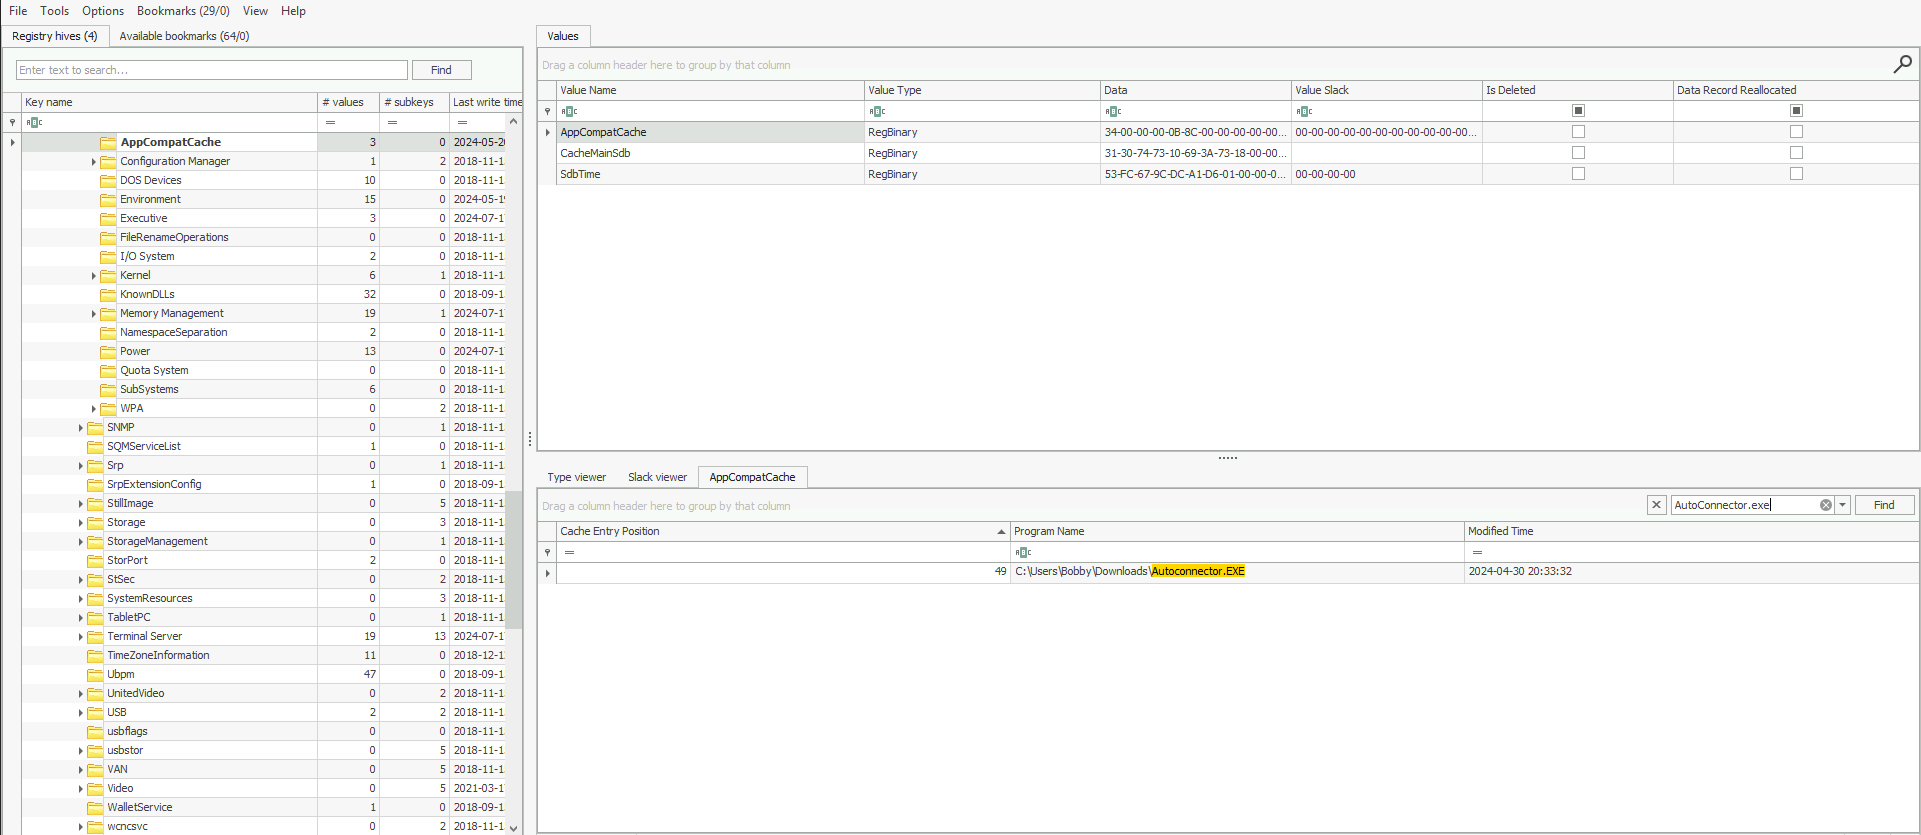 File Tools Options Bookmarks (29/0) View Help
Registry hives (4) Available bookmarks (64/0)
Enter text to search... Find
Key name # values # subkeys Last write time
ABC = = =
AppCompatCache 3 0 2024-05-20
Configuration Manager 1 2 2018-11-1
DOS Devices 10 0 2018-11-1
Environment 15 0 2024-05-19
Executive 3 0 2024-07-1
FileRenameOperations 0 0 2018-11-1
I/O System 2 0 2018-11-1
Kernel 6 1 2018-11-1
KnownDLLs 32 0 2018-09-1
Memory Management 19 1 2024-07-1
NamespaceSeparation 2 0 2018-11-1
Power 13 0 2024-07-1
Quota System 0 0 2018-11-1
SubSystems 6 0 2018-11-1
WPA 0 2 2018-11-1
SNMP 0 1 2018-11-1
SQMServiceList 1 0 2018-11-1
Srp 0 1 2018-11-1
SrpExtensionConfig 1 0 2018-09-1
StillImage 0 5 2018-11-1
Storage 0 3 2018-11-1
StorageManagement 0 1 2018-11-1
StorPort 2 0 2018-11-1
StSec 0 2 2018-11-1
SystemResources 0 3 2018-11-1
TabletPC 0 1 2018-11-1
Terminal Server 19 13 2024-07-1
TimeZoneInformation 11 0 2018-12-1
Ubpm 47 0 2018-09-1
UnitedVideo 0 2 2018-11-1
USB 2 2 2018-11-1
usbflags 0 0 2018-11-1
usbstor 0 5 2018-11-1
VAN 0 5 2018-11-1
Video 0 5 2021-03-1
WalletService 1 0 2018-09-1
wcncsvc 0 2 2018-11-1
Values
Drag a column header here to group by that column
Value Name Value Type Data Value Slack Is Deleted Data Record Reallocated
ABC ABC ABC ABC
AppCompatCache RegBinary 34-00-00-00-0B-8C-00-00-00-00-00... 00-00-00-00-00-00-00-00-00-00-00...
CacheMainSdb RegBinary 31-30-74-73-10-69-3A-73-18-00-00...
SdbTime RegBinary 53-FC-67-9C-DC-A1-D6-01-00-00-0... 00-00-00-00
Type viewer Slack viewer AppCompatCache
Drag a column header here to group by that column AutoConnector.exe Find
Cache Entry Position Program Name Modified Time
= ABC =
49 C:\Users\Bobby\Downloads\Autoconnector.EXE 2024-04-30 20:33:32